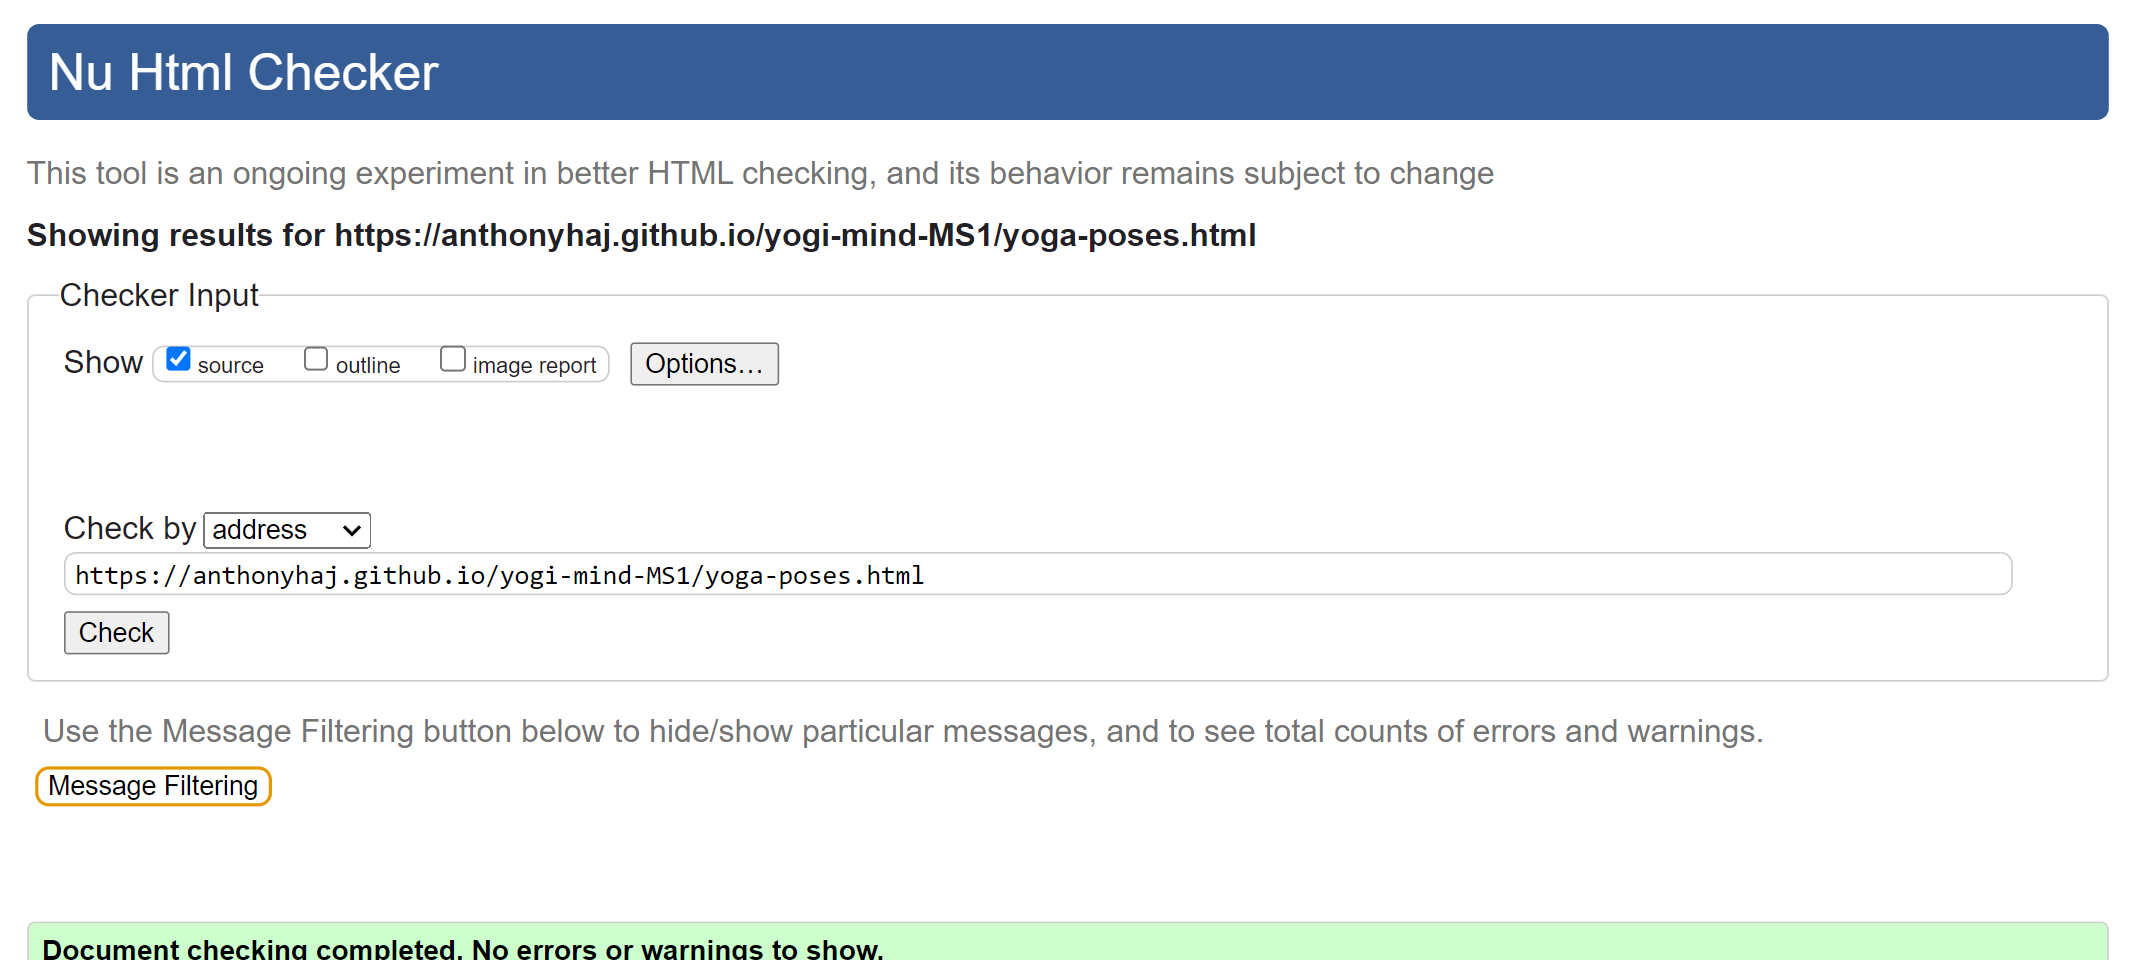 Nu Html Checker
This tool is an ongoing experiment in better HTML checking, and its behavior remains subject to change
Showing results for https://anthonyhaj.github.io/yogi-mind-MS1/yoga-poses.html
Checker Input
Show source outline image report Options...
Check by address
https://anthonyhaj.github.io/yogi-mind-MS1/yoga-poses.html
Check
Use the Message Filtering button below to hide/show particular messages, and to see total counts of errors and warnings.
Message Filtering
Document checking completed. No errors or warnings to show.